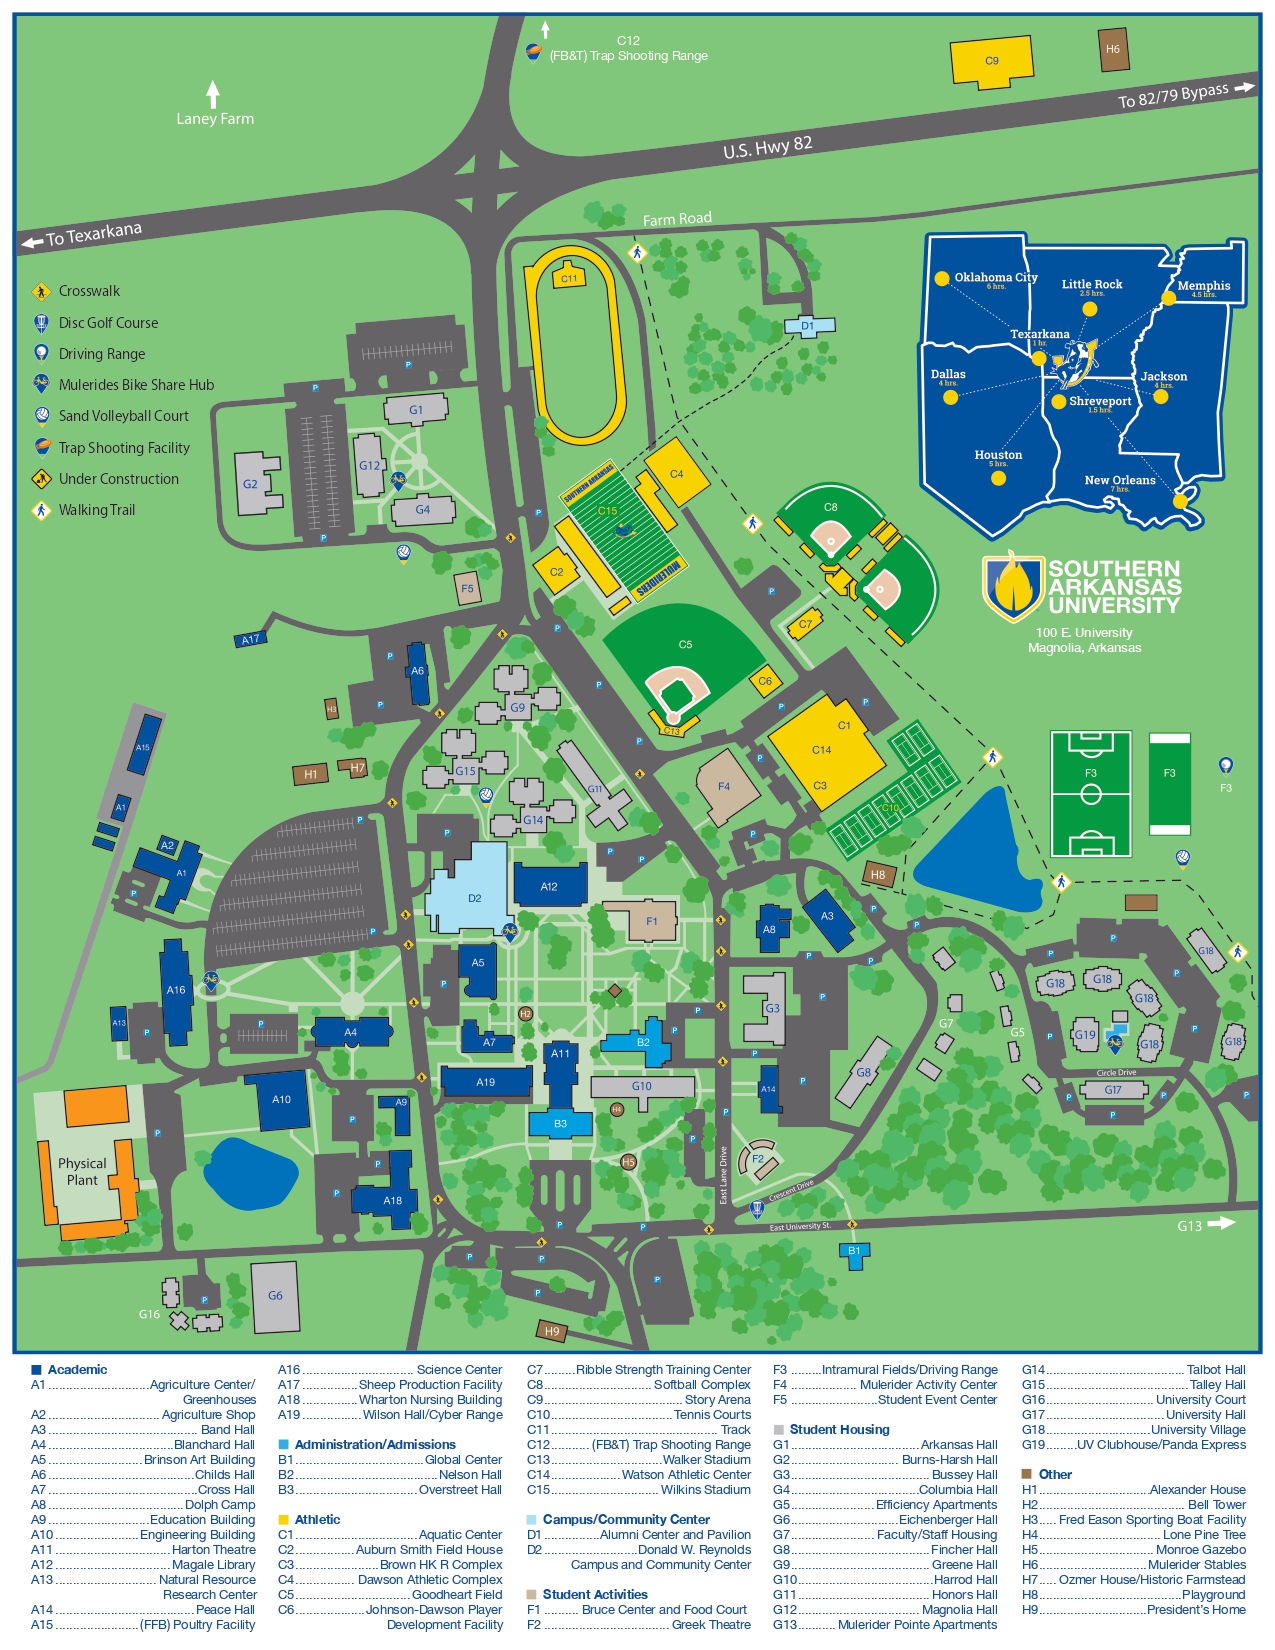 C12
(FB&T) Trap Shooting Range
C9
H6
To 82/79 Bypass
Laney Farm
U.S. Hwy 82
To Texarkana
Farm Road
Crosswalk
Disc Golf Course
Driving Range
Mulerides Bike Share Hub
Sand Volleyball Court
Trap Shooting Facility
Under Construction
Walking Trail
C11
D1
Oklahoma City
6 hrs.
Little Rock
2.5 hrs.
Memphis
4.5 hrs.
Texarkana
1 hr.
Dallas
4 hrs.
Jackson
4 hrs.
Shreveport
1.5 hrs.
Houston
5 hrs.
New Orleans
7 hrs.
SOUTHERN
ARKANSAS
UNIVERSITY
100 E. University
Magnolia, Arkansas
G1
G12
G2
G4
F5
SOUTHERN ARKANSAS
C15
MULERIDERS
C4
C2
C8
C7
C5
C6
C13
C1
C14
C3
C10
F4
F3
F3
F3
A17
A6
H3
H1
H7
G9
G15
G14
G11
A15
A1
A2
A1
D2
A12
F1
H8
A8
A3
A5
A16
A13
A4
H2
A7
A11
B2
G3
G7
G5
G18
G18
G18
G18
G19
G18
G18
Circle Drive
G17
A19
G10
A14
G8
A10
A9
H4
B3
H5
F2
East Lane Drive
Crescent Drive
East University St.
Physical
Plant
A18
G13
B1
G16
G6
H9
Academic
A1 Agriculture Center/
Greenhouses
A2 Agriculture Shop
A3 Band Hall
A4 Blanchard Hall
A5 Brinson Art Building
A6 Childs Hall
A7 Cross Hall
A8 Dolph Camp
A9 Education Building
A10 Engineering Building
A11 Harton Theatre
A12 Magale Library
A13 Natural Resource
Research Center
A14 Peace Hall
A15 (FFB) Poultry Facility
A16 Science Center
A17 Sheep Production Facility
A18 Wharton Nursing Building
A19 Wilson Hall/Cyber Range
Administration/Admissions
B1 Global Center
B2 Nelson Hall
B3 Overstreet Hall
Athletic
C1 Aquatic Center
C2 Auburn Smith Field House
C3 Brown HK R Complex
C4 Dawson Athletic Complex
C5 Goodheart Field
C6 Johnson-Dawson Player
Development Facility
C7 Ribble Strength Training Center
C8 Softball Complex
C9 Story Arena
C10 Tennis Courts
C11 Track
C12 (FB&T) Trap Shooting Range
C13 Walker Stadium
C14 Watson Athletic Center
C15 Wilkins Stadium
Campus/Community Center
D1 Alumni Center and Pavilion
D2 Donald W. Reynolds
Campus and Community Center
Student Activities
F1 Bruce Center and Food Court
F2 Greek Theatre
F3 Intramural Fields/Driving Range
F4 Mulerider Activity Center
F5 Student Event Center
Student Housing
G1 Arkansas Hall
G2 Burns-Harsh Hall
G3 Bussey Hall
G4 Columbia Hall
G5 Efficiency Apartments
G6 Eichenberger Hall
G7 Faculty/Staff Housing
G8 Fincher Hall
G9 Greene Hall
G10 Harrod Hall
G11 Honors Hall
G12 Magnolia Hall
G13 Mulerider Pointe Apartments
G14 Talbot Hall
G15 Talley Hall
G16 University Court
G17 University Hall
G18 University Village
G19 UV Clubhouse/Panda Express
Other
H1 Alexander House
H2 Bell Tower
H3 Fred Eason Sporting Boat Facility
H4 Lone Pine Tree
H5 Monroe Gazebo
H6 Mulerider Stables
H7 Ozmer House/Historic Farmstead
H8 Playground
H9 President's Home